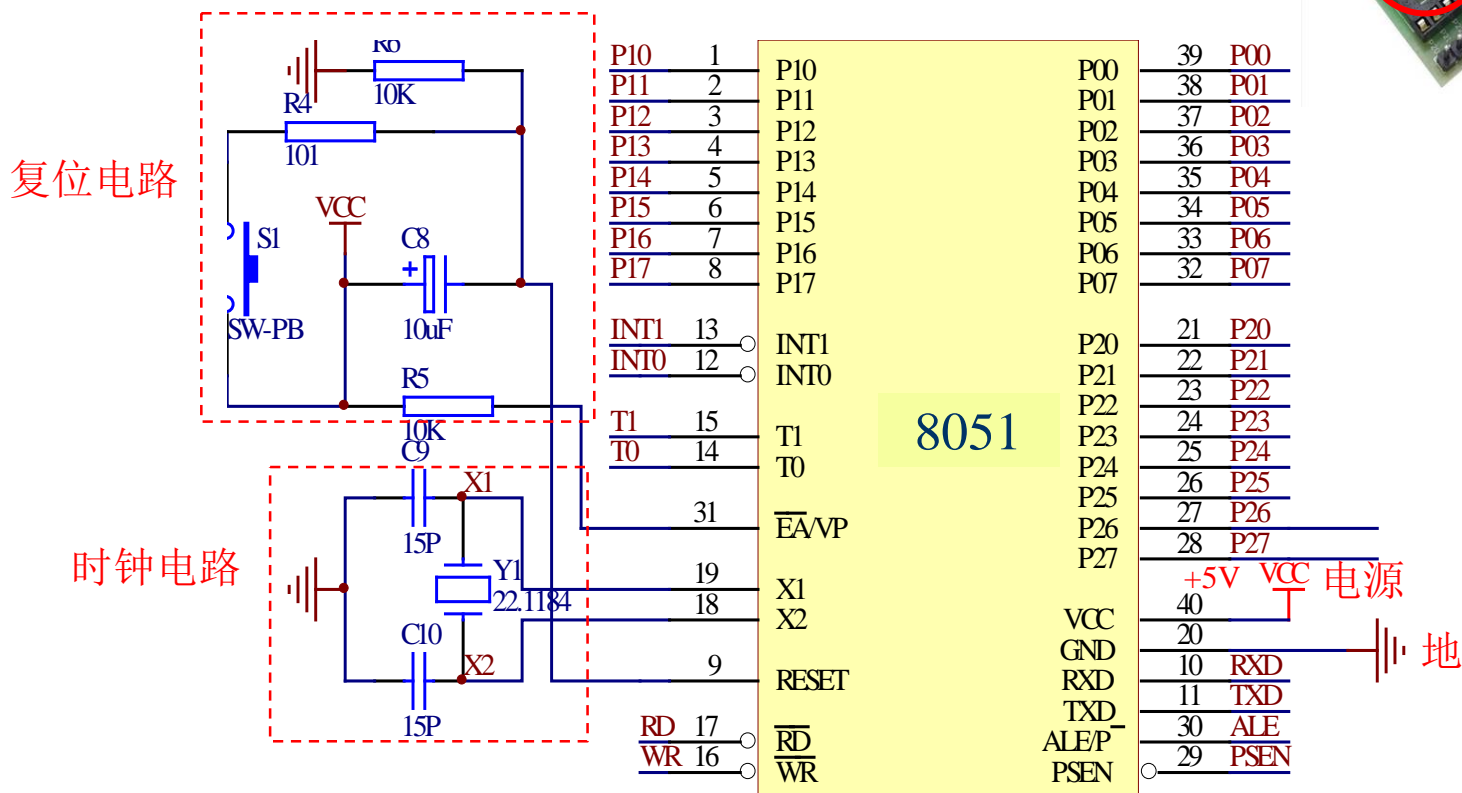 复位电路
R6
10K
R4
101
VCC
S1
SW-PB
C8
+
10uF
R5
10K
时钟电路
C9
15P
X1
Y1
22.1184
C10
15P
X2
8051
P10 1 P10
P11 2 P11
P12 3 P12
P13 4 P13
P14 5 P14
P15 6 P15
P16 7 P16
P17 8 P17
INT1 13 INT1
INT0 12 INT0
T1 15 T1
T0 14 T0
31 EA/VP
19 X1
18 X2
9 RESET
RD 17 RD
WR 16 WR
P00 39 P00
P01 38 P01
P02 37 P02
P03 36 P03
P04 35 P04
P05 34 P05
P06 33 P06
P07 32 P07
P20 21 P20
P21 22 P21
P22 23 P22
P23 24 P23
P24 25 P24
P25 26 P25
P26 27 P26
P27 28 P27
+5V VCC 电源
VCC 40
GND 20 地
RXD 10 RXD
TXD 11 TXD
ALE/P 30 ALE
PSEN 29 PSEN